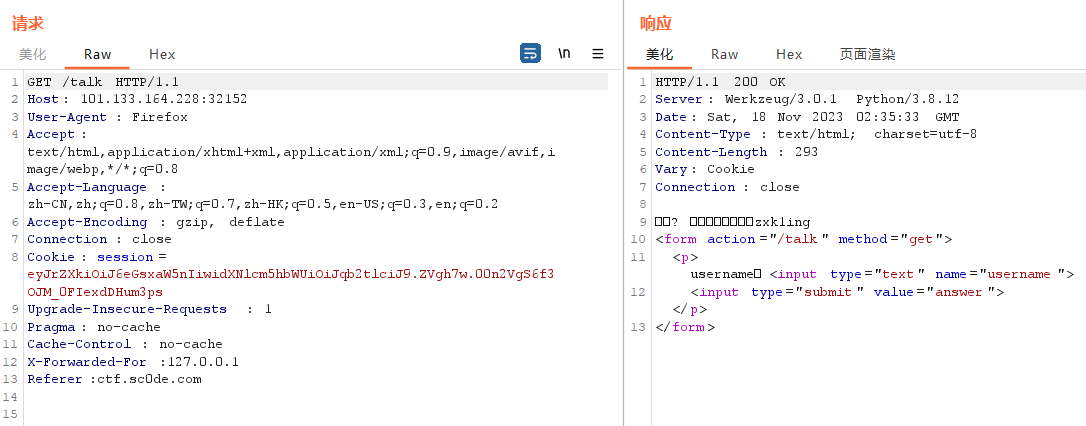 请求
美化 Raw Hex \n
1 GET /talk HTTP/1.1
2 Host: 101.133.164.228:32152
3 User-Agent: Firefox
4 Accept:
text/html,application/xhtml+xml,application/xml;q=0.9,image/avif,i
mage/webp,*/*;q=0.8
5 Accept-Language:
zh-CN,zh;q=0.8,zh-TW;q=0.7,zh-HK;q=0.5,en-US;q=0.3,en;q=0.2
6 Accept-Encoding: gzip, deflate
7 Connection: close
8 Cookie: session=
eyJrZXkiOiJ6eGsxaW5nIiwidXNlcm5hbWUiOiJqb2tlciJ9.ZVgh7w.00n2VgS6f3
OJM_0FIexdDHum3ps
9 Upgrade-Insecure-Requests: 1
10 Pragma: no-cache
11 Cache-Control: no-cache
12 X-Forwarded-For:127.0.0.1
13 Referer:ctf.sc0de.com
14
15
响应
美化 Raw Hex 页面渲染
1 HTTP/1.1 200 OK
2 Server: Werkzeug/3.0.1 Python/3.8.12
3 Date: Sat, 18 Nov 2023 02:35:33 GMT
4 Content-Type: text/html; charset=utf-8
5 Content-Length: 293
6 Vary: Cookie
7 Connection: close
8
9 □□? □□□□□□□□zxk1ing
10 <form action="/talk" method="get">
11 <p>
username□ <input type="text" name="username">
12 <input type="submit" value="answer">
</p>
13 </form>